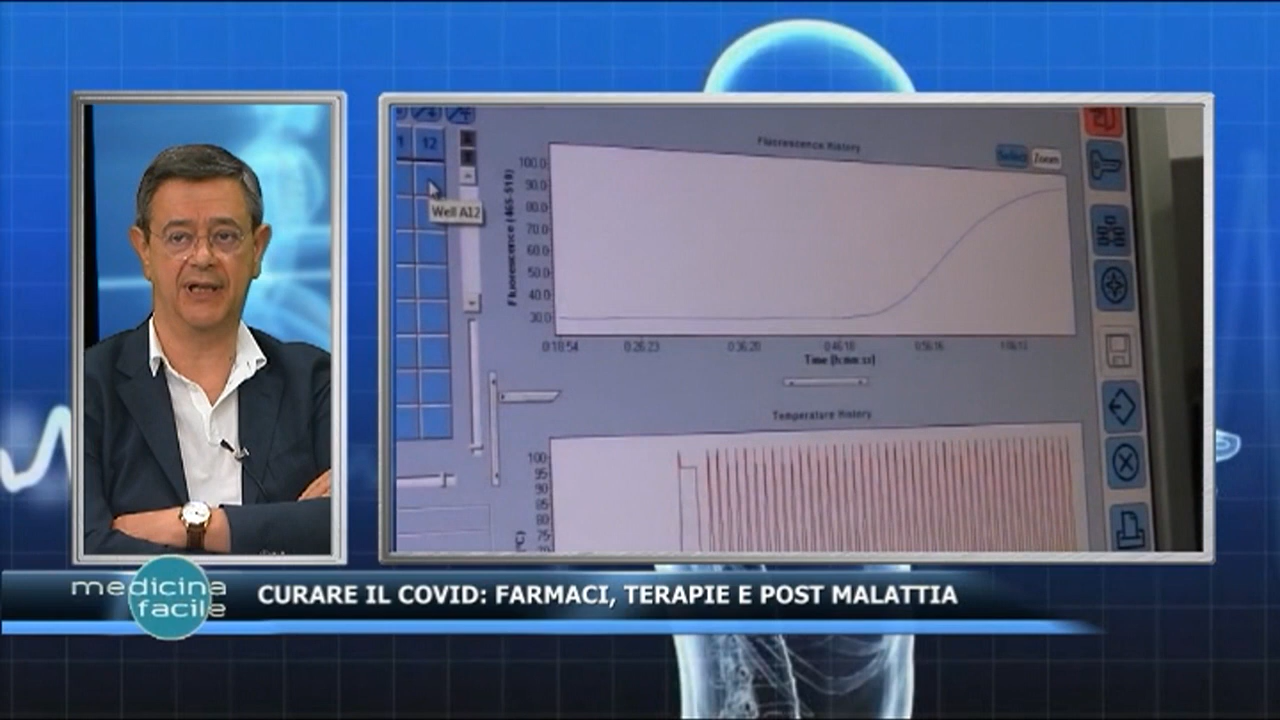 1 12
Well A12
Fluorescence History
Select Zoom
Fluorescence (465-510)
100.0
90.0
80.0
70.0
60.0
50.0
40.0
30.0
0:18:54 0:26:23 0:36:20 0:46:18 0:56:16 1:06:13
Time (h:mm:ss)
Temperature History
100
95
90
85
80
75
medicina
facile
CURARE IL COVID: FARMACI, TERAPIE E POST MALATTIA